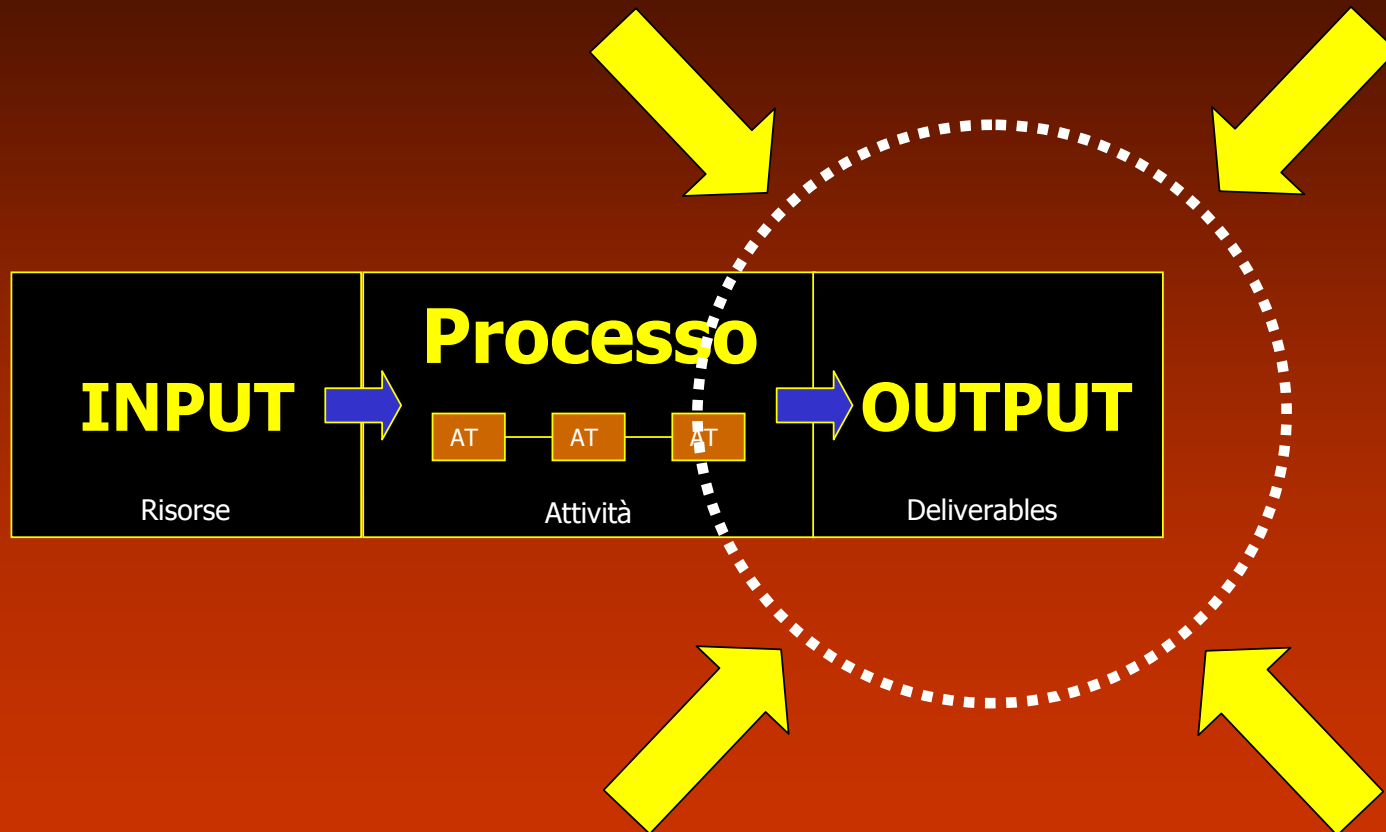 INPUT
Risorse
Processo
AT AT AT
Attività
OUTPUT
Deliverables